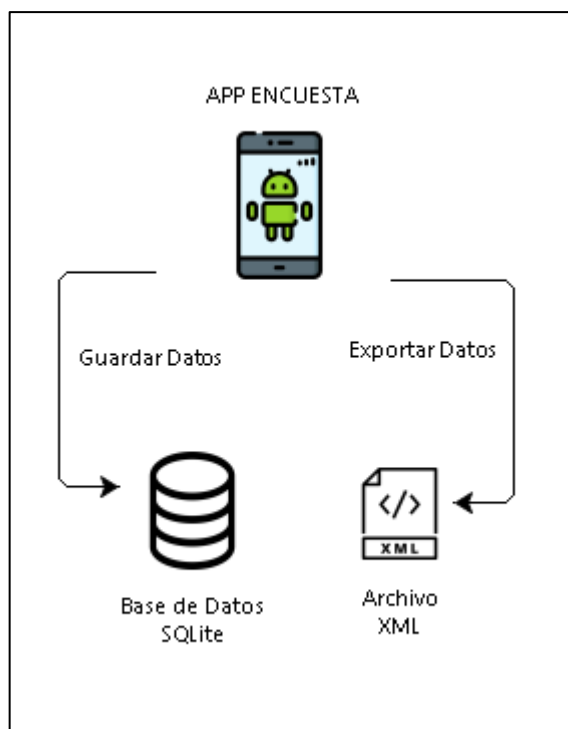 APP ENCUESTA
Guardar Datos
Exportar Datos
</>
XML
Base de Datos
SQLite
Archivo
XML